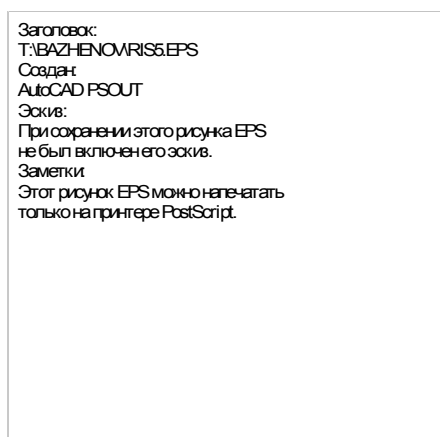 Заголовок:
T:\BAZHENOV\RIS5.EPS
Создан:
AutoCAD PSOUT
Эскиз:
При сохранении этого рисунка EPS
не был включен его эскиз.
Заметки:
Этот рисунок EPS можно напечатать
только на принтере PostScript.